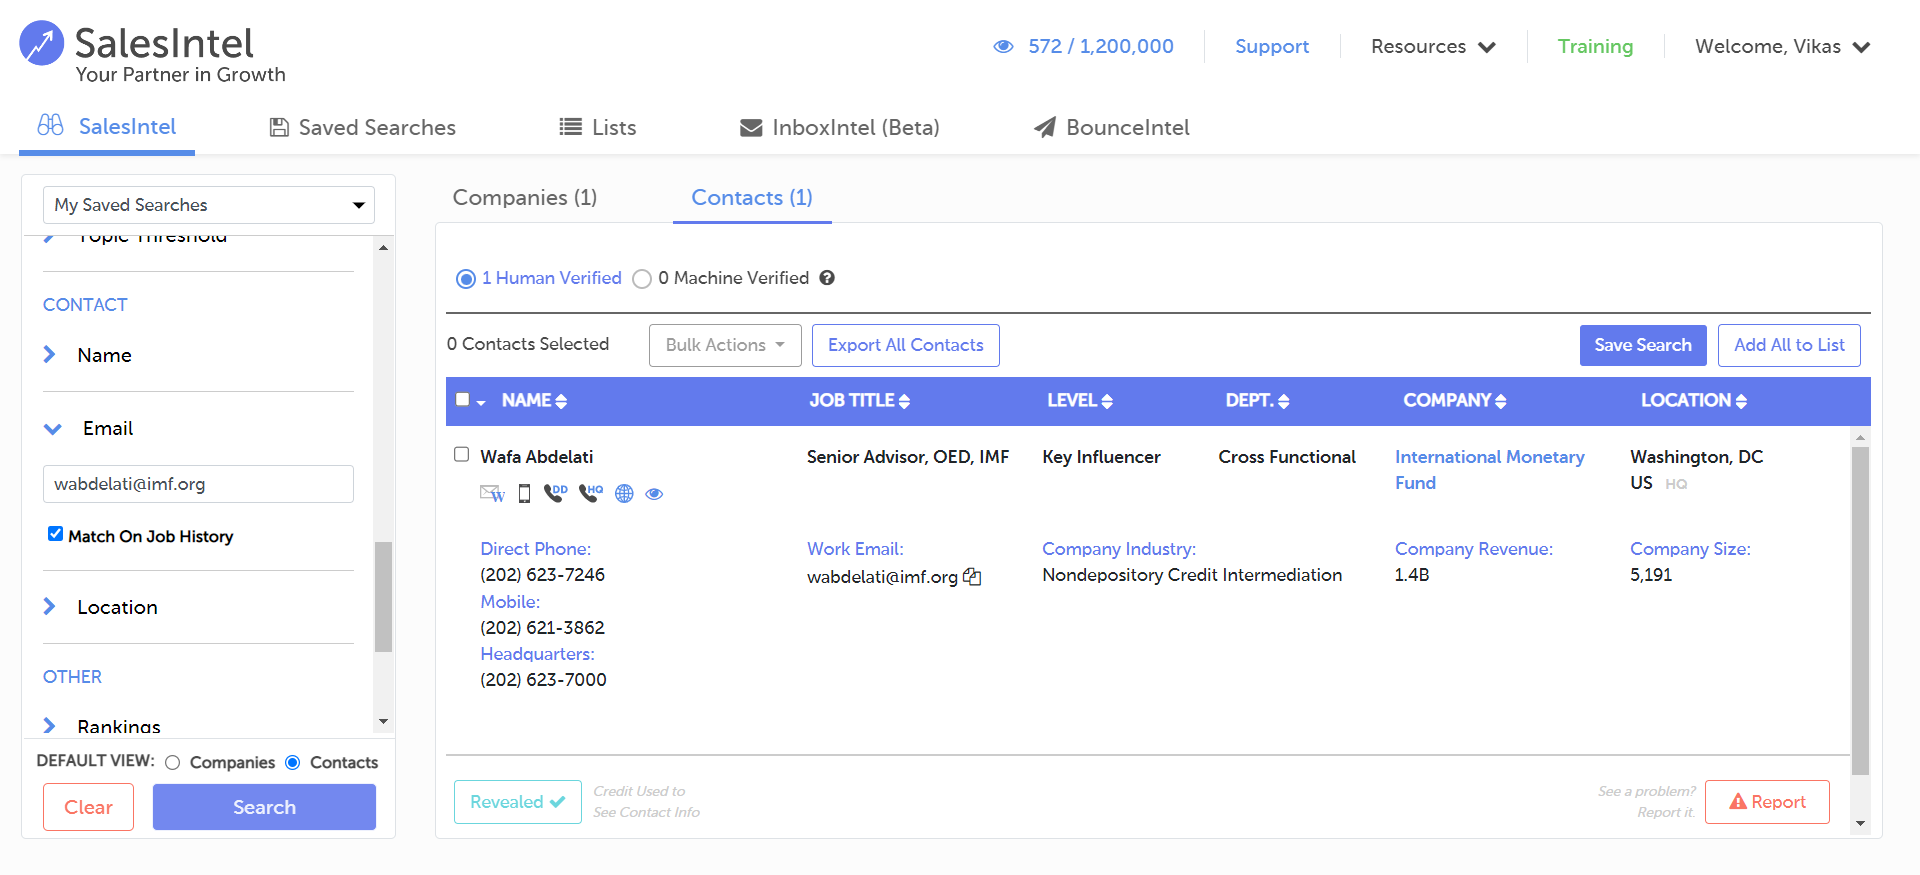 SalesIntel
Your Partner in Growth
572 / 1,200,000
Support
Resources
Training
Welcome, Vikas
SalesIntel
Saved Searches
Lists
InboxIntel (Beta)
BounceIntel
My Saved Searches
Topic Threshold
CONTACT
Name
Email
wabdelati@imf.org
Match On Job History
Location
OTHER
Rankings
DEFAULT VIEW: Companies Contacts
Clear
Search
Companies (1)
Contacts (1)
1 Human Verified
0 Machine Verified
?
0 Contacts Selected
Bulk Actions
Export All Contacts
Save Search
Add All to List
NAME
JOB TITLE
LEVEL
DEPT.
COMPANY
LOCATION
Wafa Abdelati
Senior Advisor, OED, IMF
Key Influencer
Cross Functional
International Monetary
Fund
Washington, DC
US HQ
W
DD
HQ
Direct Phone:
(202) 623-7246
Mobile:
(202) 621-3862
Headquarters:
(202) 623-7000
Work Email:
wabdelati@imf.org
Company Industry:
Nondepository Credit Intermediation
Company Revenue:
1.4B
Company Size:
5,191
Revealed
Credit Used to
See Contact Info
See a problem?
Report it.
Report